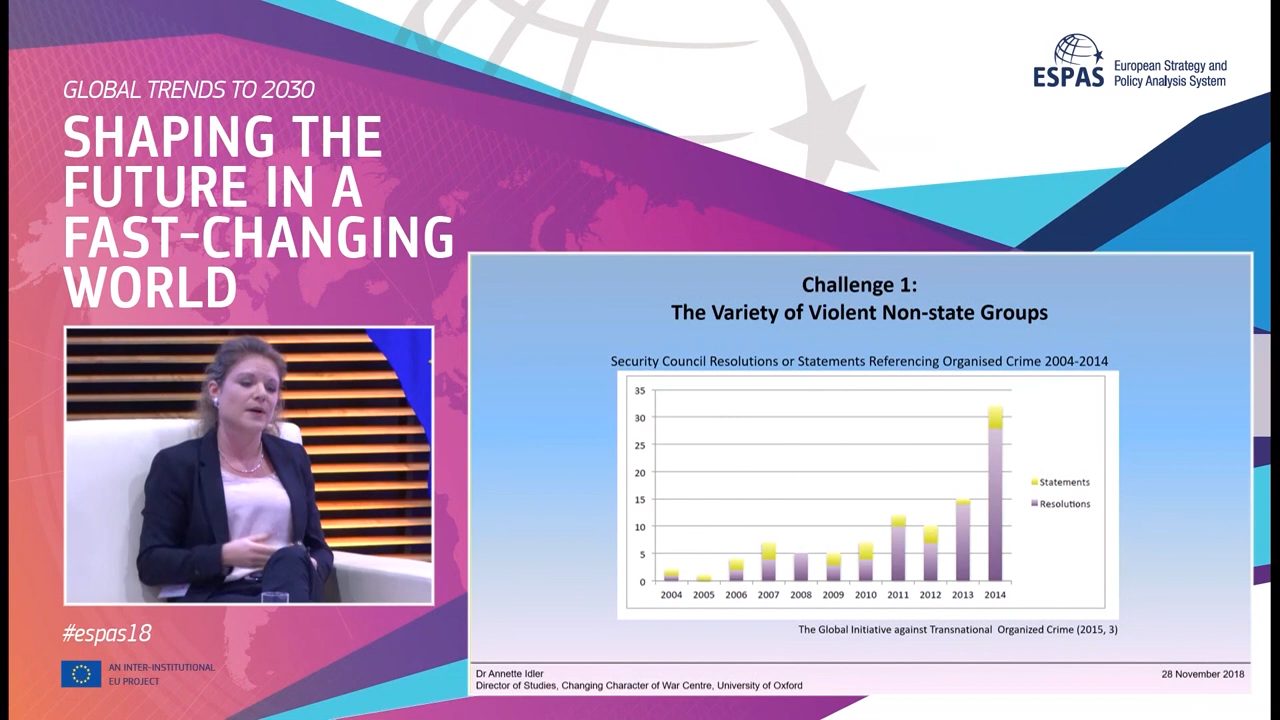 GLOBAL TRENDS TO 2030
SHAPING THE
FUTURE IN A
FAST-CHANGING
WORLD
ESPAS
European Strategy and
Policy Analysis System
Challenge 1:
The Variety of Violent Non-state Groups
Security Council Resolutions or Statements Referencing Organised Crime 2004-2014
35
30
25
20
15
10
5
0
2004 2005 2006 2007 2008 2009 2010 2011 2012 2013 2014
Statements
Resolutions
The Global Initiative against Transnational Organized Crime (2015, 3)
Dr Annette Idler
Director of Studies, Changing Character of War Centre, University of Oxford
28 November 2018
#espas18
AN INTER-INSTITUTIONAL
EU PROJECT